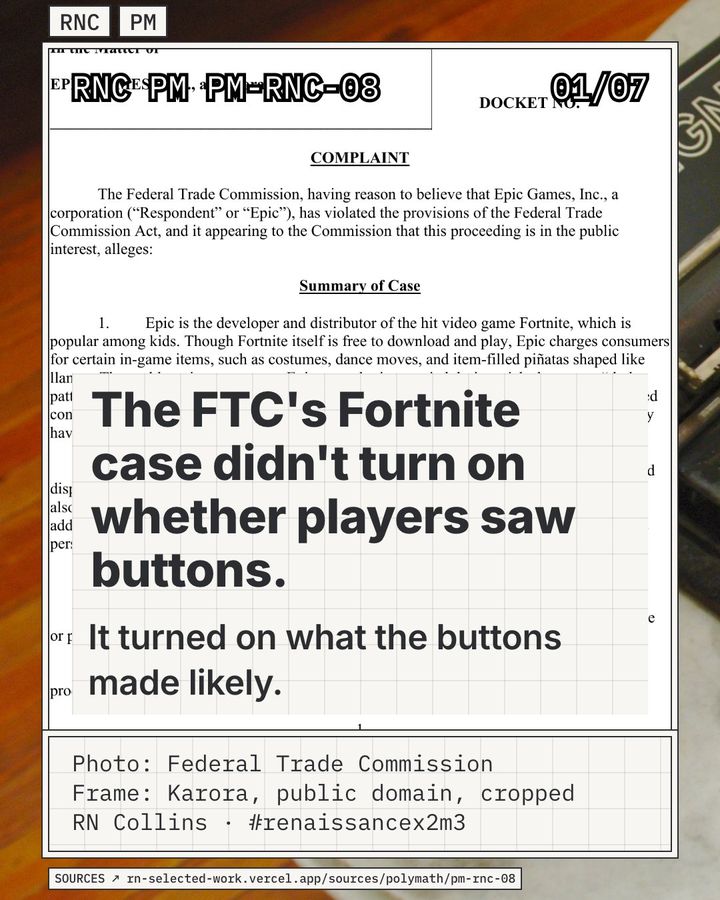 RNC PM
In the Matter of
RNC PM PM-RNC-08 01/07
DOCKET NO.
COMPLAINT
The Federal Trade Commission, having reason to believe that Epic Games, Inc., a
corporation (“Respondent” or “Epic”), has violated the provisions of the Federal Trade
Commission Act, and it appearing to the Commission that this proceeding is in the public
interest, alleges:
Summary of Case
1. Epic is the developer and distributor of the hit video game Fortnite, which is
popular among kids. Though Fortnite itself is free to download and play, Epic charges consumers
for certain in-game items, such as costumes, dance moves, and item-filled piñatas shaped like
The FTC's Fortnite
case didn't turn on
whether players saw
buttons.
It turned on what the buttons
made likely.
or
1
Photo: Federal Trade Commission
Frame: Karora, public domain, cropped
RN Collins · #renaissancex2m3
SOURCES ↗ rn-selected-work.vercel.app/sources/polymath/pm-rnc-08